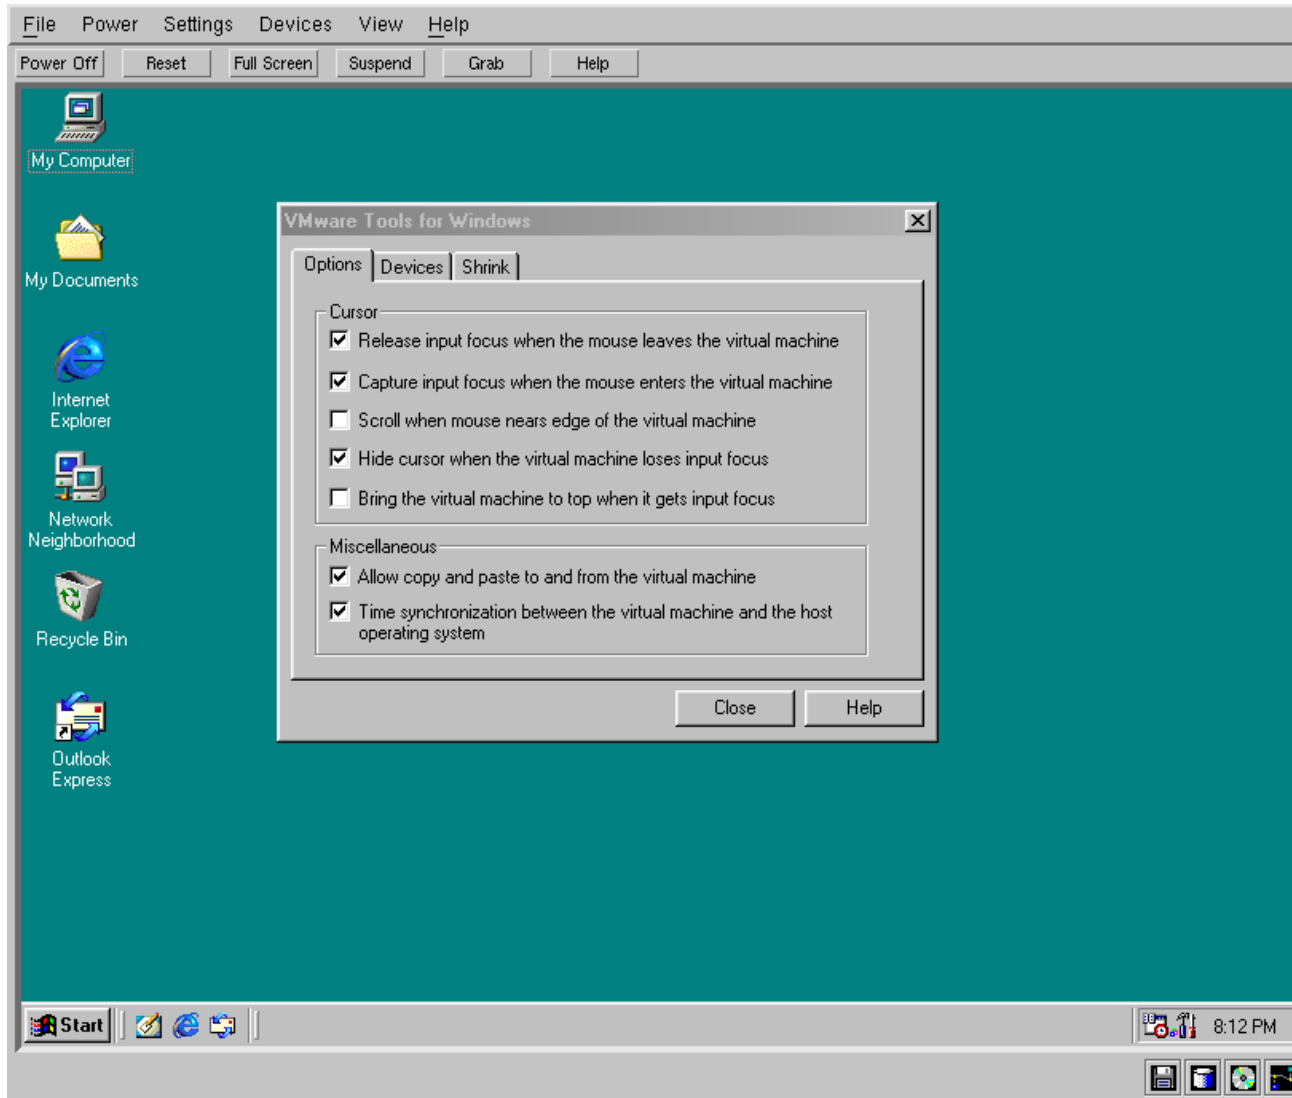 File Power Settings Devices View Help
Power Off Reset Full Screen Suspend Grab Help
My Computer
My Documents
Internet
Explorer
Network
Neighborhood
Recycle Bin
Outlook
Express
VMware Tools for Windows
Options Devices Shrink
Cursor
Release input focus when the mouse leaves the virtual machine
Capture input focus when the mouse enters the virtual machine
Scroll when mouse nears edge of the virtual machine
Hide cursor when the virtual machine loses input focus
Bring the virtual machine to top when it gets input focus
Miscellaneous
Allow copy and paste to and from the virtual machine
Time synchronization between the virtual machine and the host
operating system
Close Help
Start 8:12 PM